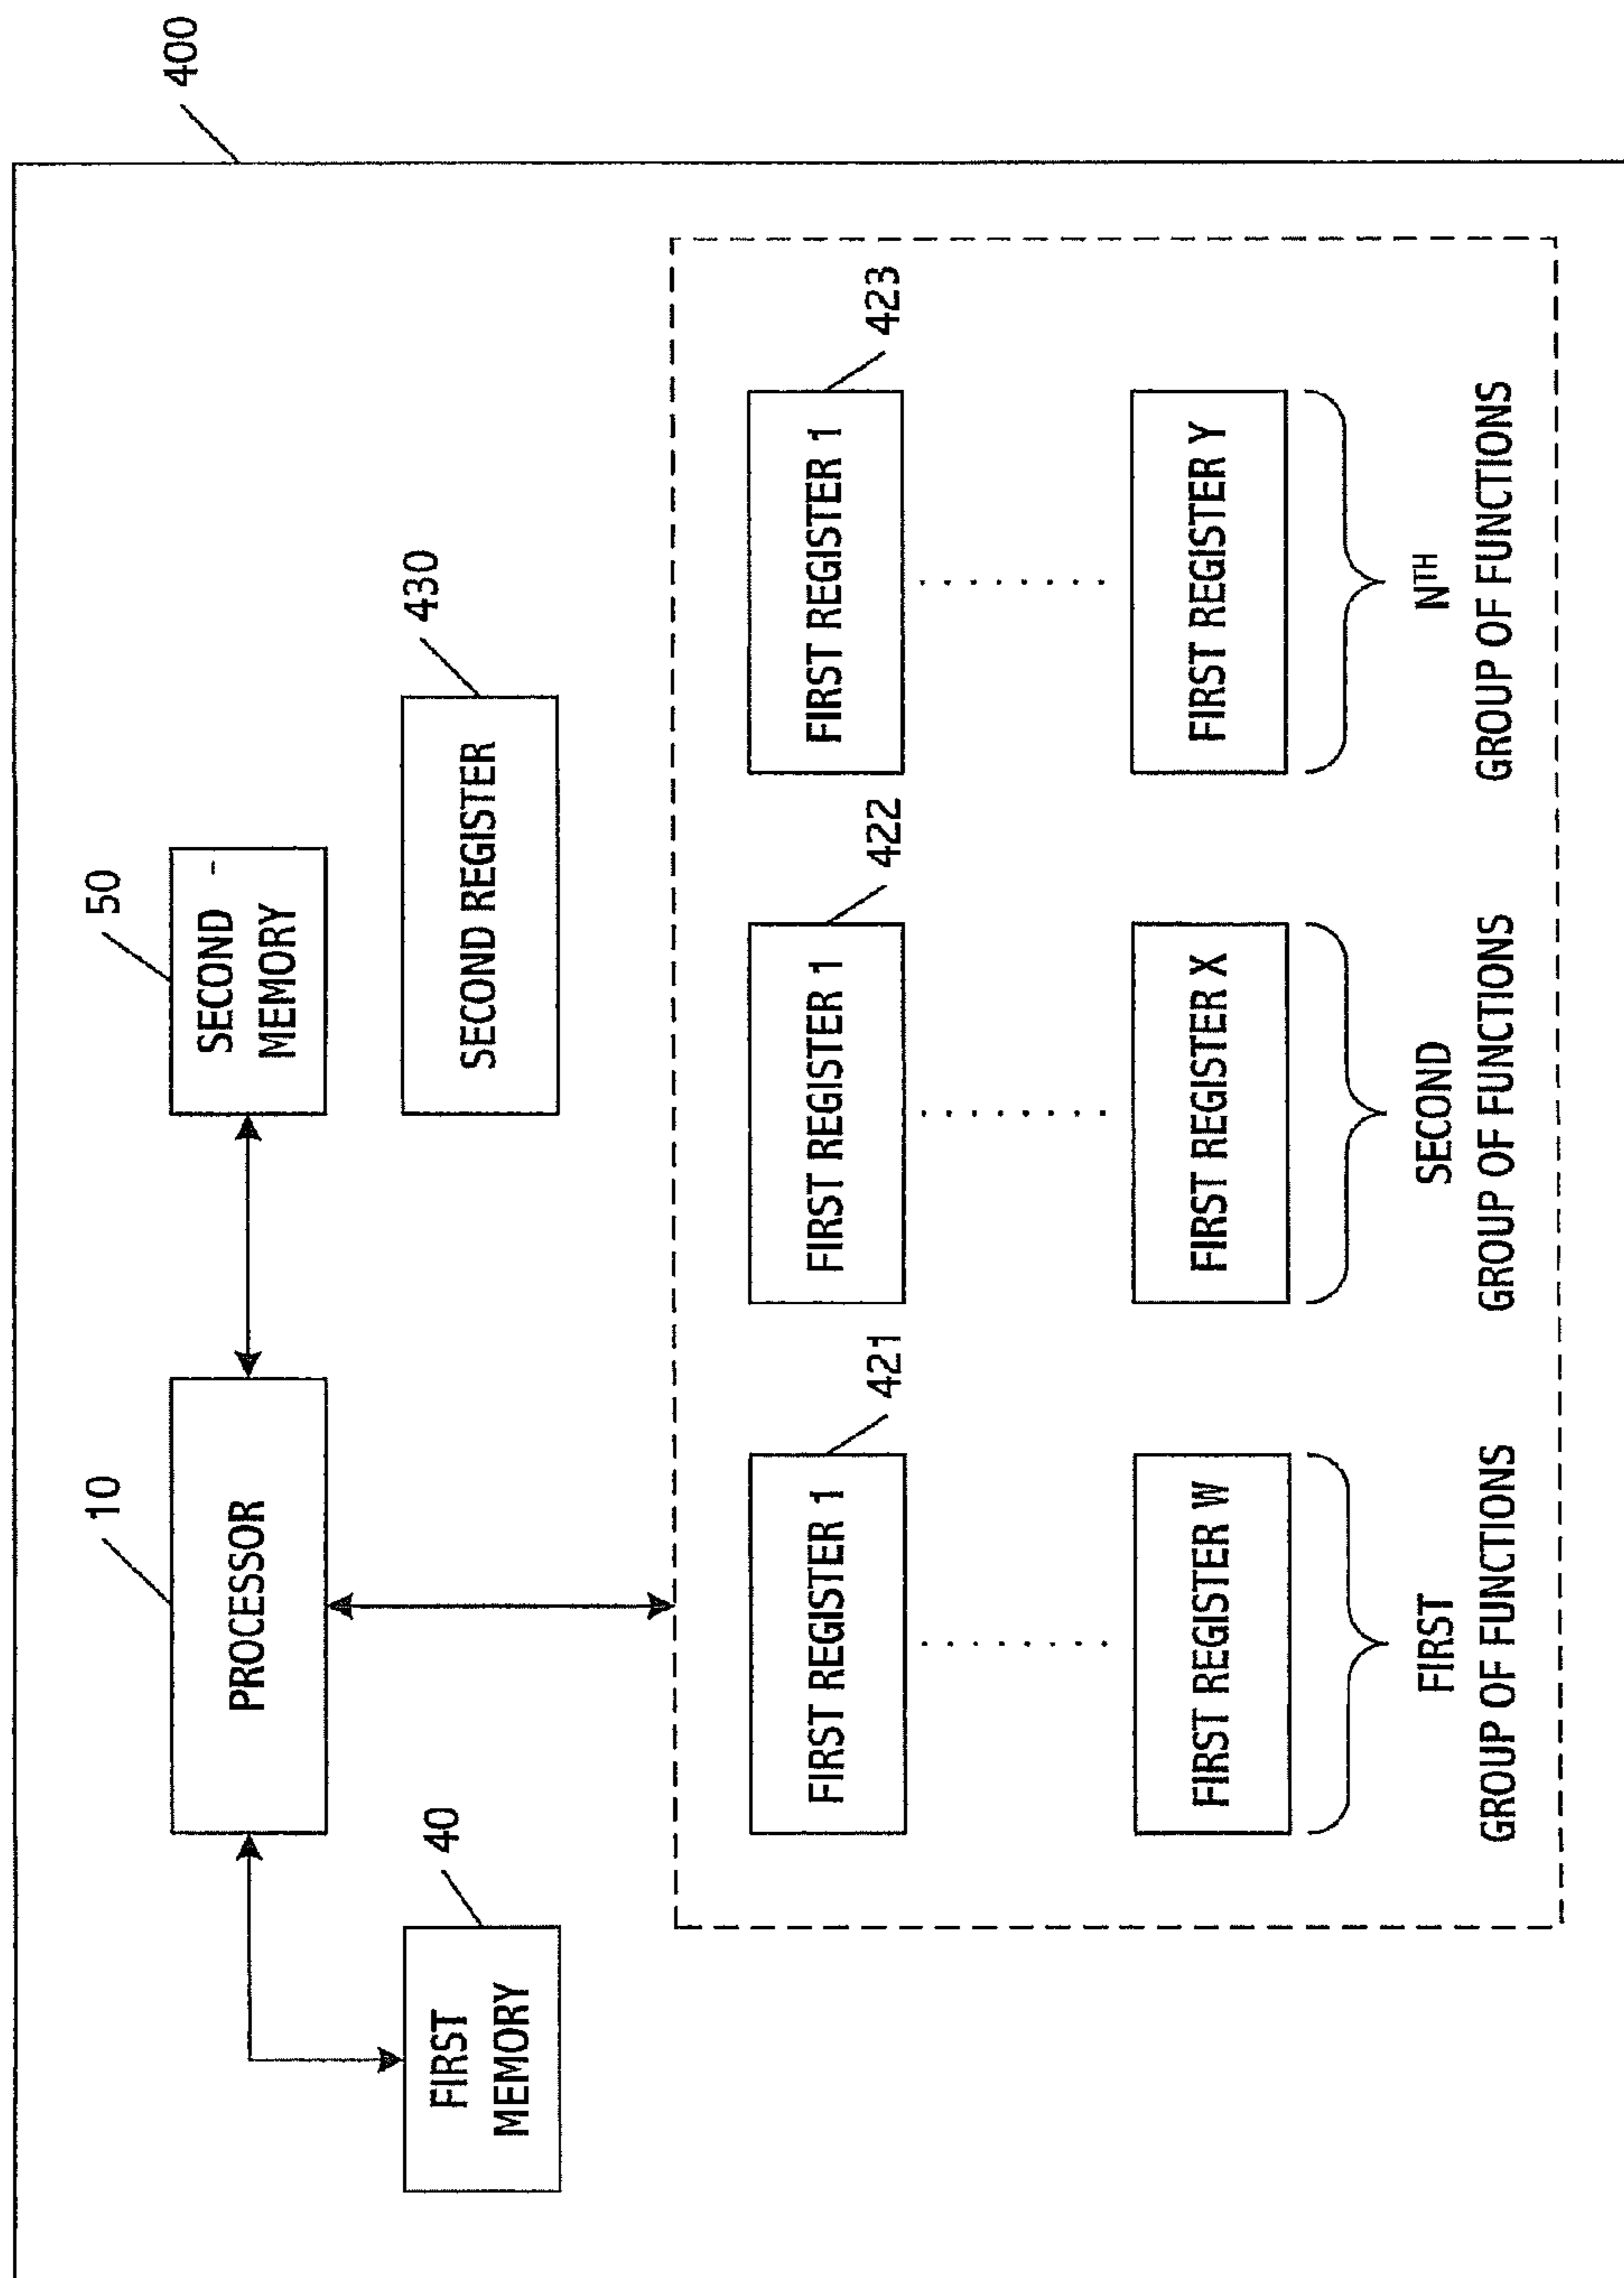 400
10
PROCESSOR
50
SECOND
MEMORY
40
FIRST
MEMORY
430
SECOND REGISTER
421
FIRST REGISTER 1
422
FIRST REGISTER 1
423
FIRST REGISTER 1
FIRST REGISTER W
FIRST REGISTER X
FIRST REGISTER Y
FIRST
GROUP OF FUNCTIONS
SECOND
GROUP OF FUNCTIONS
NTH
GROUP OF FUNCTIONS